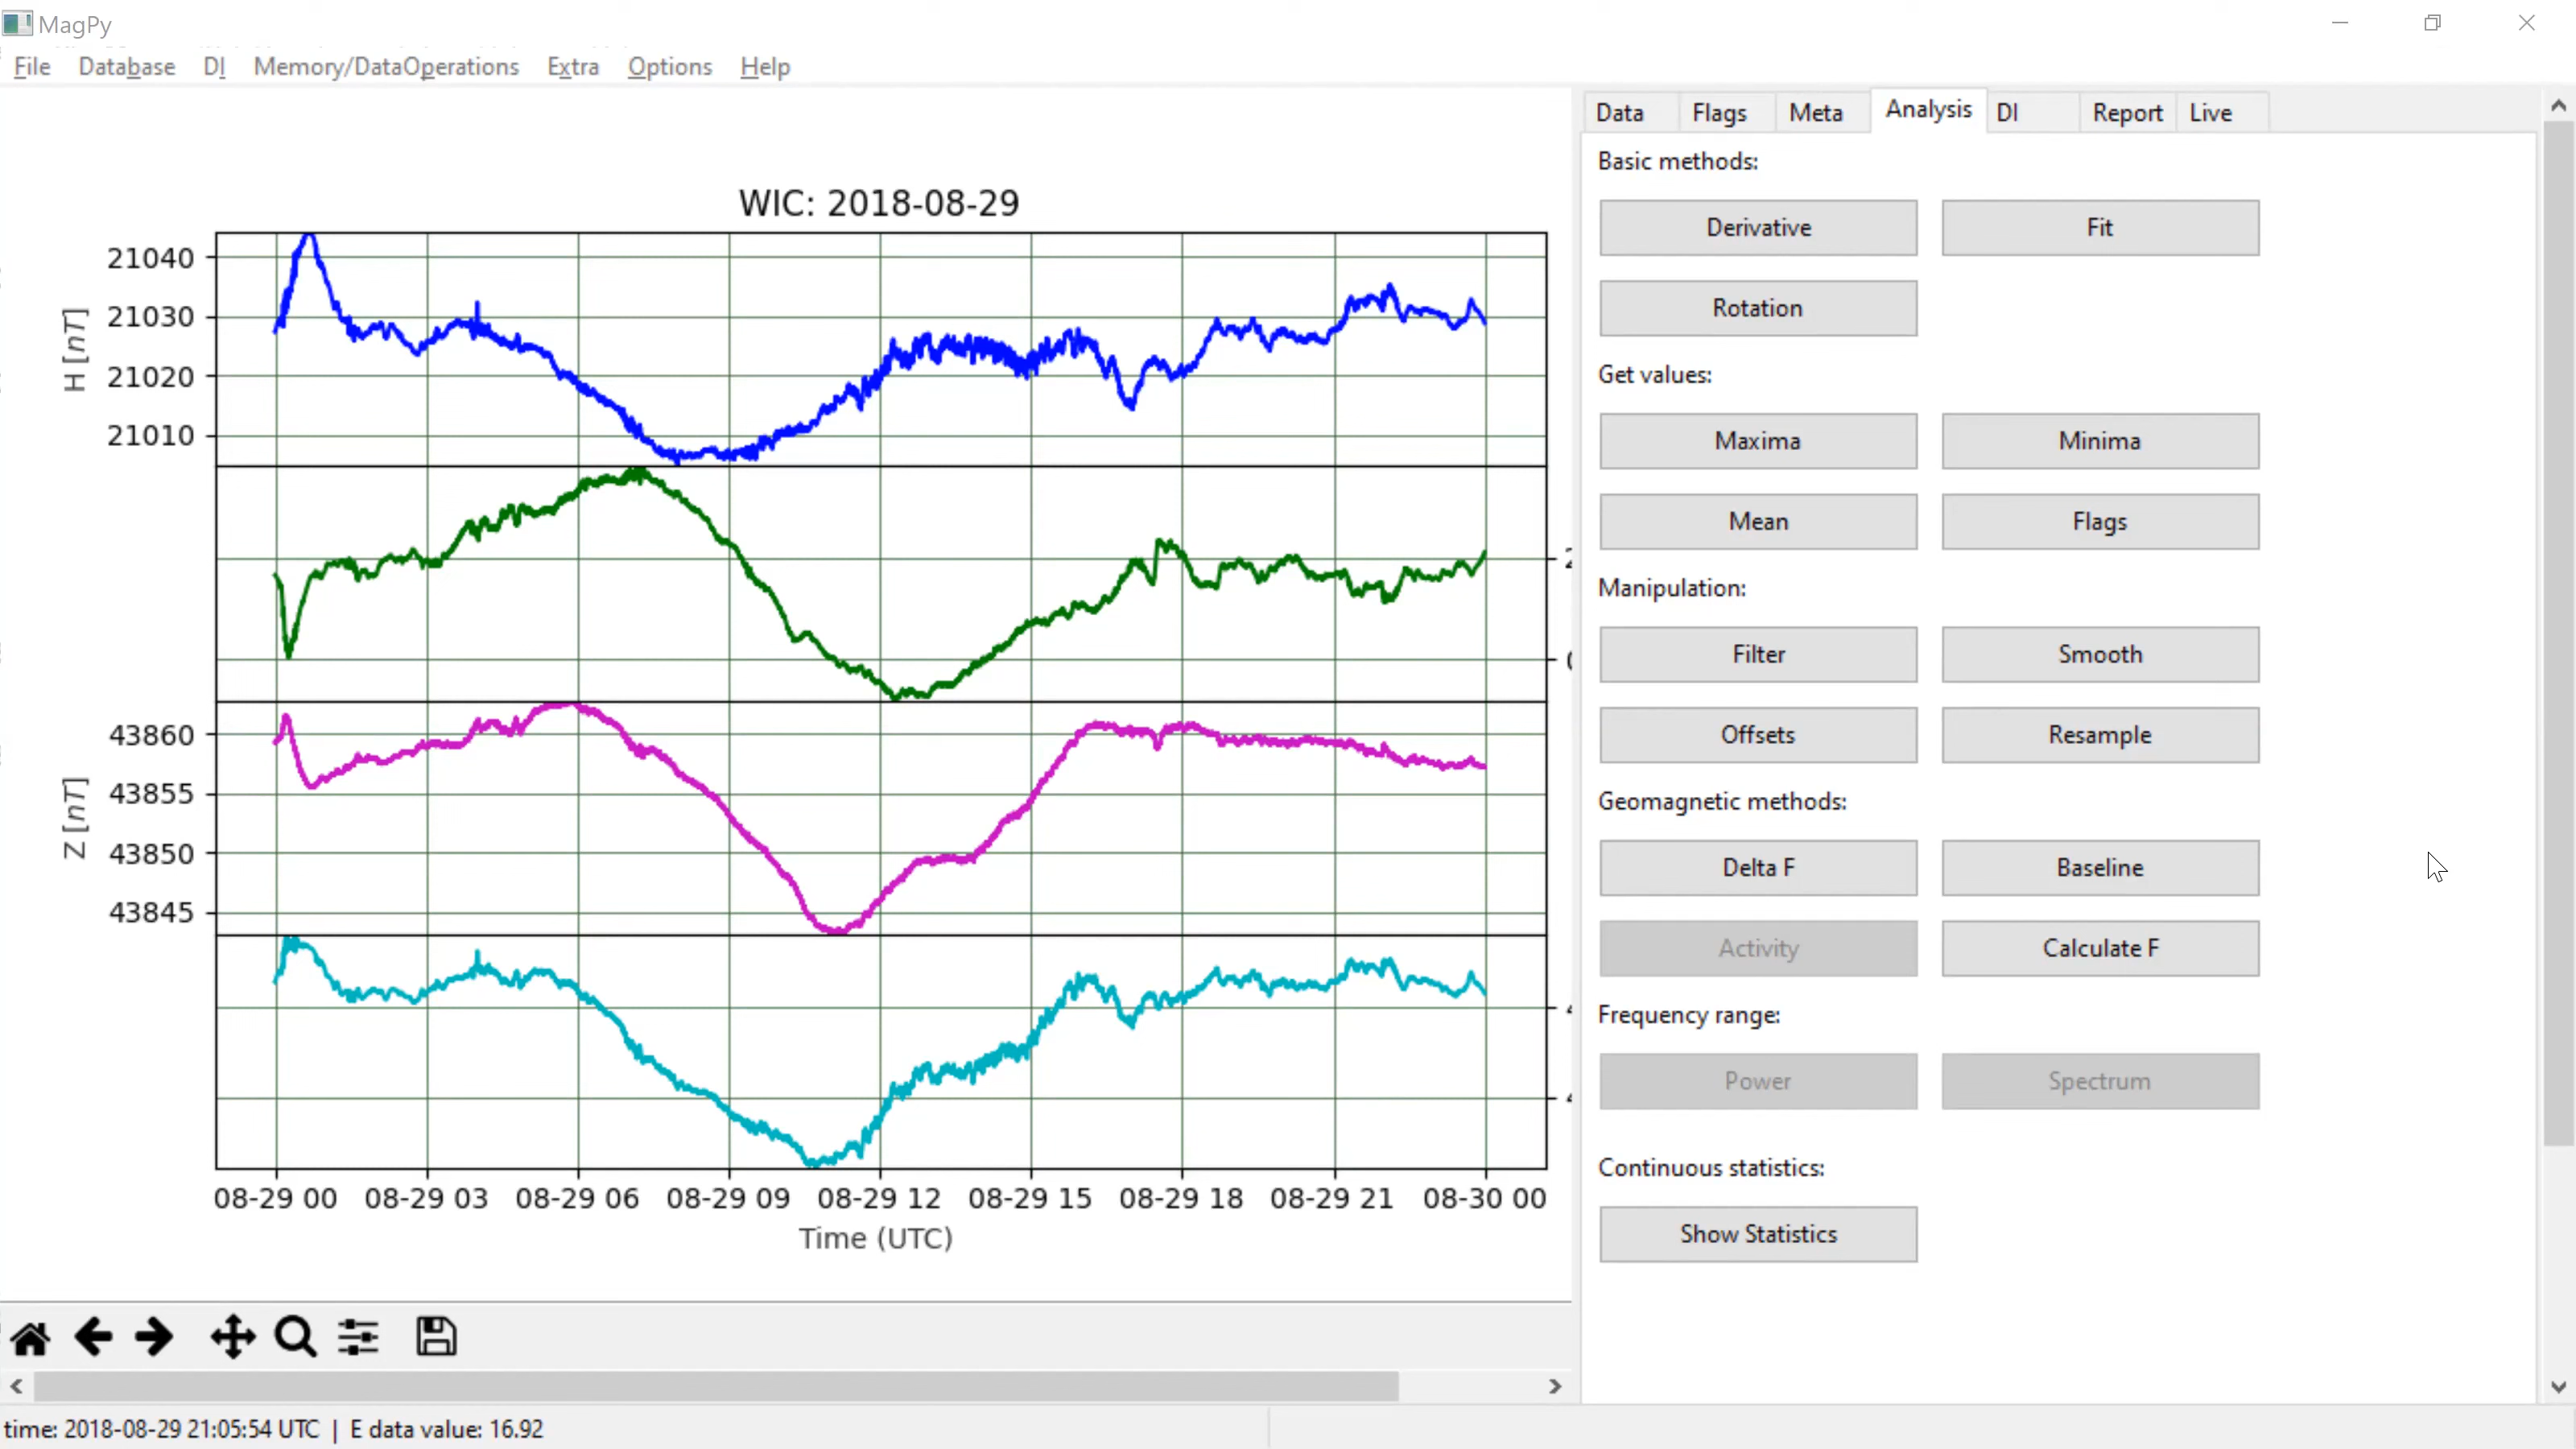 MagPy
File Database DI Memory/DataOperations Extra Options Help
Data Flags Meta Analysis DI Report Live
WIC: 2018-08-29
H [nT]
21040
21030
21020
21010
Z [nT]
43860
43855
43850
43845
08-29 00 08-29 03 08-29 06 08-29 09 08-29 12 08-29 15 08-29 18 08-29 21 08-30 00
Time (UTC)
Basic methods:
Derivative Fit
Rotation
Get values:
Maxima Minima
Mean Flags
Manipulation:
Filter Smooth
Offsets Resample
Geomagnetic methods:
Delta F Baseline
Activity Calculate F
Frequency range:
Power Spectrum
Continuous statistics:
Show Statistics
time: 2018-08-29 21:05:54 UTC | E data value: 16.92